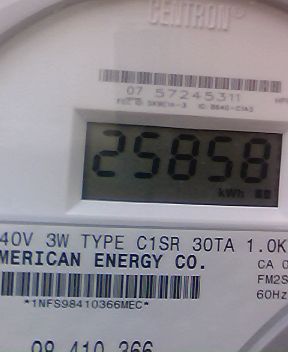 CENTRON®
07 57245311
25858
kWh
40V 3W TYPE C1SR 30TA 1.0K
MERICAN ENERGY CO.
CA 0
FM2S
60Hz
*1NFS98410366MEC*
98 410 366